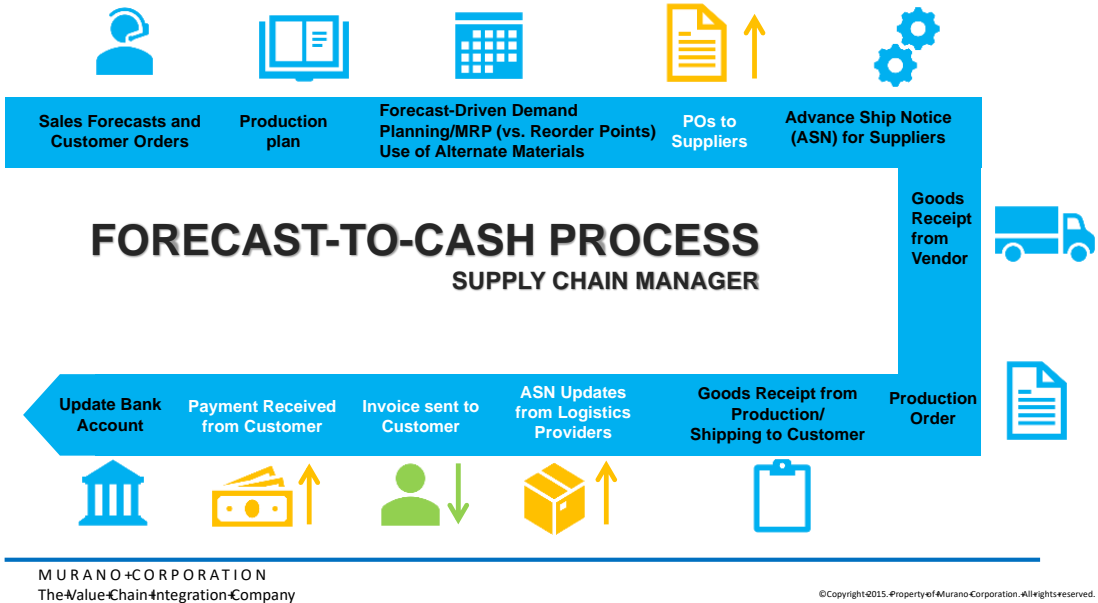 Sales Forecasts and
Customer Orders
Production
plan
Forecast-Driven Demand
Planning/MRP (vs. Reorder Points)
Use of Alternate Materials
POs to
Suppliers
Advance Ship Notice
(ASN) for Suppliers
Goods
Receipt
from
Vendor
FORECAST-TO-CASH PROCESS
SUPPLY CHAIN MANAGER
Update Bank
Account
Payment Received
from Customer
Invoice sent to
Customer
ASN Updates
from Logistics
Providers
Goods Receipt from
Production/
Shipping to Customer
Production
Order
MURANO+CORPORATION
The+Value+Chain+Integration+Company
©Copyright+2015.+Property+of+Murano+Corporation.+All+rights+reserved.